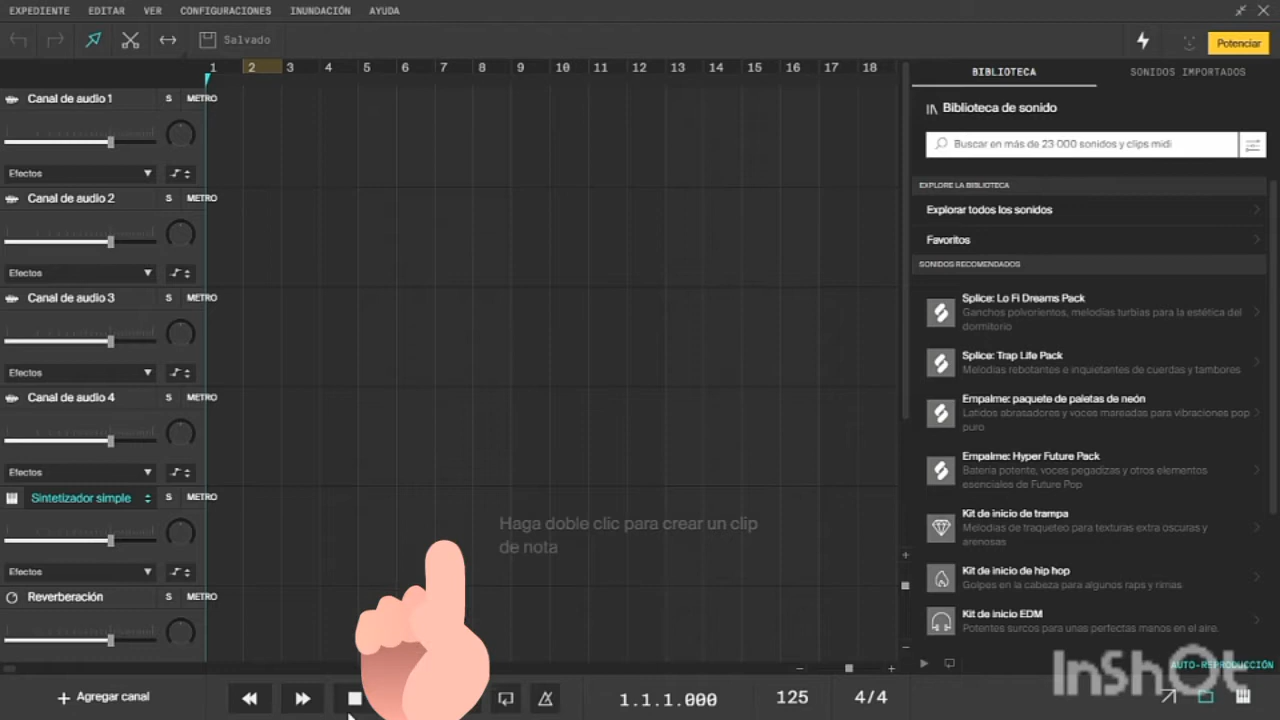 EXPEDIENTE EDITAR VER CONFIGURACIONES INUNDACIÓN AYUDA
Salvado
Potenciar
1 2 3 4 5 6 7 8 9 10 11 12 13 14 15 16 17 18
BIBLIOTECA SONIDOS IMPORTADOS
Canal de audio 1 S METRO
Efectos
Canal de audio 2 S METRO
Efectos
Canal de audio 3 S METRO
Efectos
Canal de audio 4 S METRO
Efectos
Sintetizador simple S METRO
Efectos
Reverberación S METRO
Haga doble clic para crear un clip
de nota
Biblioteca de sonido
Buscar en más de 23 000 sonidos y clips midi
EXPLORE LA BIBLIOTECA
Explorar todos los sonidos
Favoritos
SONIDOS RECOMENDADOS
Splice: Lo Fi Dreams Pack
Ganchos polvorientos, melodías turbias para la estética del
dormitorio
Splice: Trap Life Pack
Melodías rebotantes e inquietantes de cuerdas y tambores
Empalme: paquete de paletas de neón
Latidos abrasadores y voces mareadas para vibraciones pop
puro.
Empalme: Hyper Future Pack
Batería potente, voces pegadizas y otros elementos
esenciales de Future Pop
Kit de inicio de trampa
Melodías de traqueteo para texturas extra oscuras y
arenosas
Kit de inicio de hip hop
Golpes en la cabeza para algunos raps y rimas
Kit de inicio EDM
Potentes surcos para unas perfectas manos en el aire.
AUTO-REPRODUCCIÓN
InShOt
+ Agregar canal
1.1.1.000 125 4/4